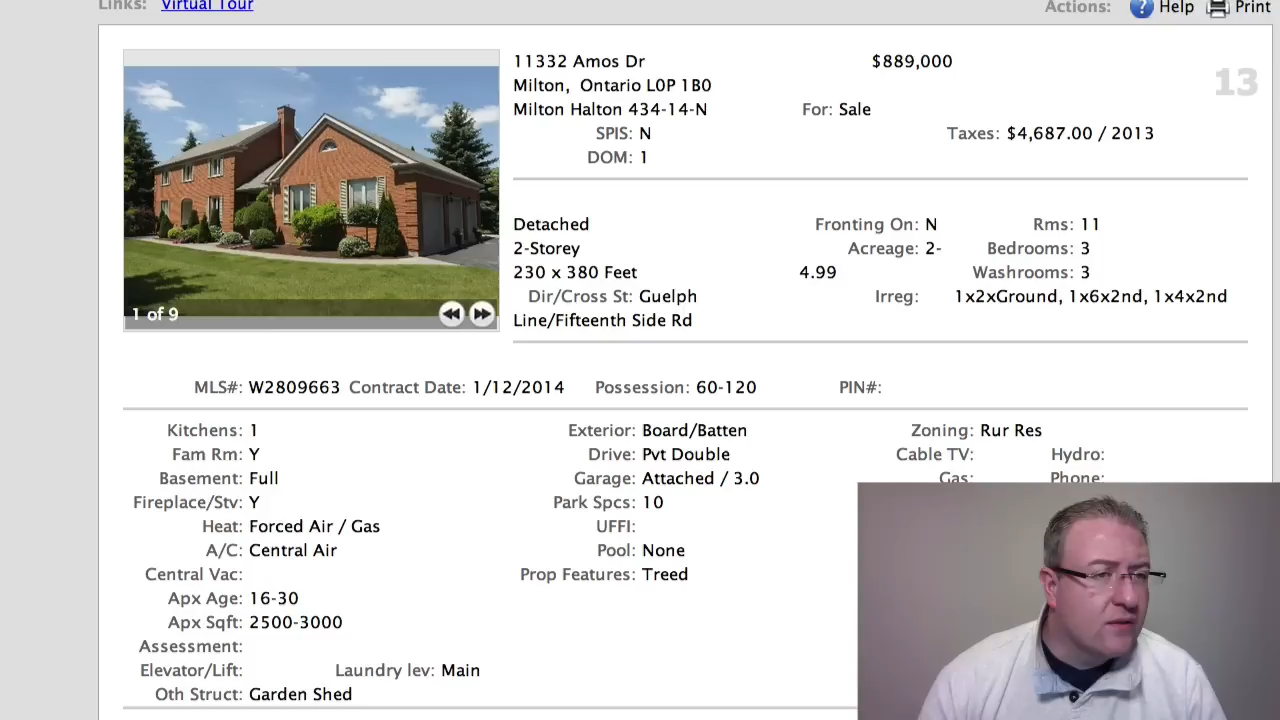 Links: Virtual Tour Actions: ? Help Print
11332 Amos Dr $889,000
Milton, Ontario L0P 1B0
13
Milton Halton 434-14-N For: Sale
SPIS: N Taxes: $4,687.00 / 2013
DOM: 1
Detached Fronting On: N Rms: 11
2-Storey Acreage: 2- Bedrooms: 3
230 x 380 Feet 4.99 Washrooms: 3
Dir/Cross St: Guelph Irreg: 1x2xGround, 1x6x2nd, 1x4x2nd
Line/Fifteenth Side Rd
1 of 9
MLS#: W2809663 Contract Date: 1/12/2014 Possession: 60-120 PIN#:
Kitchens: 1 Exterior: Board/Batten Zoning: Rur Res
Fam Rm: Y Drive: Pvt Double Cable TV: Hydro:
Basement: Full Garage: Attached / 3.0 Gas: Phone:
Fireplace/Stv: Y Park Spcs: 10
Heat: Forced Air / Gas UFFI:
A/C: Central Air Pool: None
Central Vac: Prop Features: Treed
Apx Age: 16-30
Apx Sqft: 2500-3000
Assessment:
Elevator/Lift: Laundry lev: Main
Oth Struct: Garden Shed